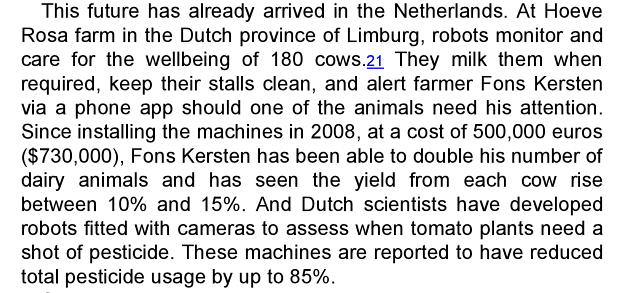 This future has already arrived in the Netherlands. At Hoeve
Rosa farm in the Dutch province of Limburg, robots monitor and
care for the wellbeing of 180 cows.21 They milk them when
required, keep their stalls clean, and alert farmer Fons Kersten
via a phone app should one of the animals need his attention.
Since installing the machines in 2008, at a cost of 500,000 euros
($730,000), Fons Kersten has been able to double his number of
dairy animals and has seen the yield from each cow rise
between 10% and 15%. And Dutch scientists have developed
robots fitted with cameras to assess when tomato plants need a
shot of pesticide. These machines are reported to have reduced
total pesticide usage by up to 85%.